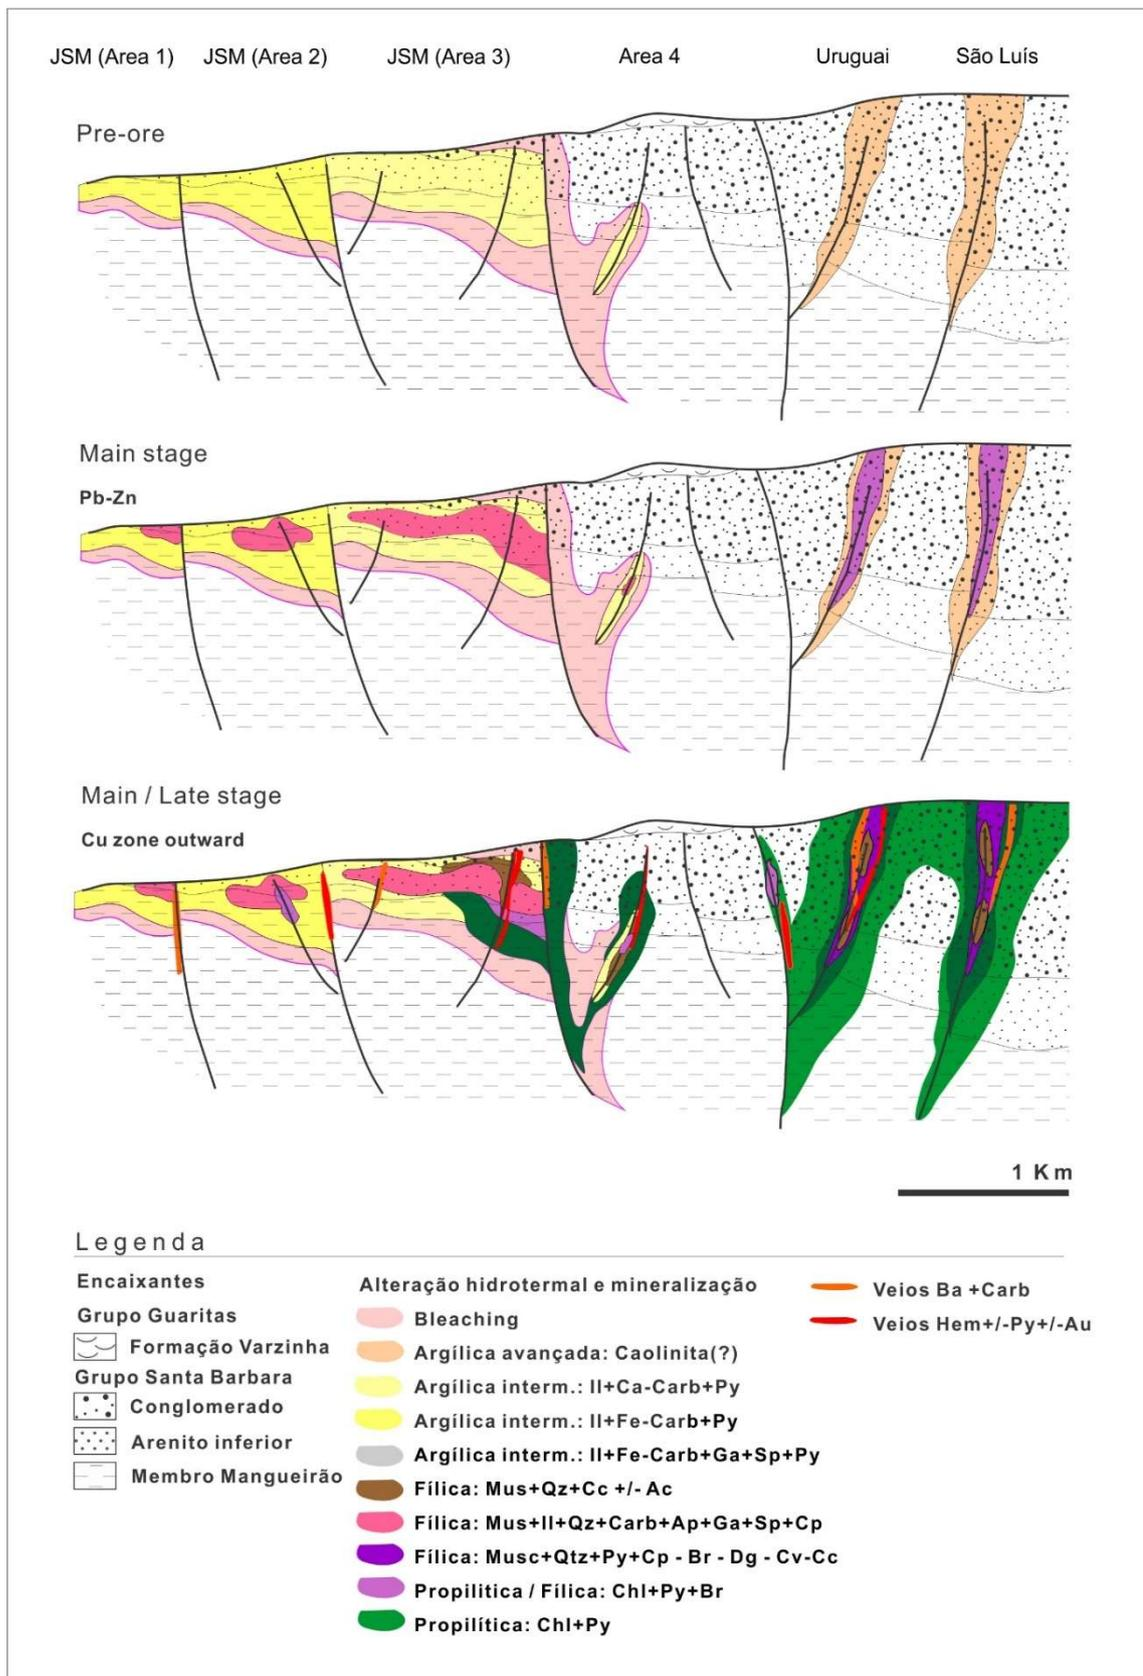 JSM (Area 1) JSM (Area 2) JSM (Area 3) Area 4 Uruguai São Luís
Pre-ore
Main stage
Pb-Zn
Main / Late stage
Cu zone outward
1 Km
Legenda
Encaixantes
Grupo Guaritas
Formação Varzinha
Grupo Santa Barbara
Conglomerado
Arenito inferior
Membro Mangueirão
Alteração hidrotermal e mineralização
Bleaching
Argílica avançada: Caolinita(?)
Argílica interm.: Il+Ca-Carb+Py
Argílica interm.: Il+Fe-Carb+Py
Argílica interm.: Il+Fe-Carb+Ga+Sp+Py
Fílica: Mus+Qz+Cc +/- Ac
Fílica: Mus+Il+Qz+Carb+Ap+Ga+Sp+Cp
Fílica: Musc+Qtz+Py+Cp - Br - Dg - Cv-Cc
Propilitica / Fílica: Chl+Py+Br
Propilítica: Chl+Py
Veios Ba +Carb
Veios Hem+/-Py+/-Au